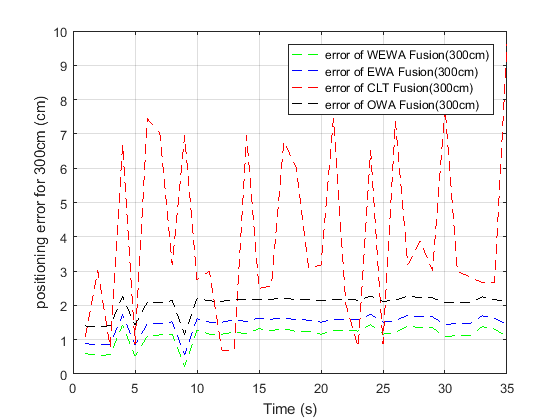 10
9
8
7
6
5
4
3
2
1
0
positioning error for 300cm (cm)
error of WEWA Fusion(300cm)
error of EWA Fusion(300cm)
error of CLT Fusion(300cm)
error of OWA Fusion(300cm)
0 5 10 15 20 25 30 35
Time (s)